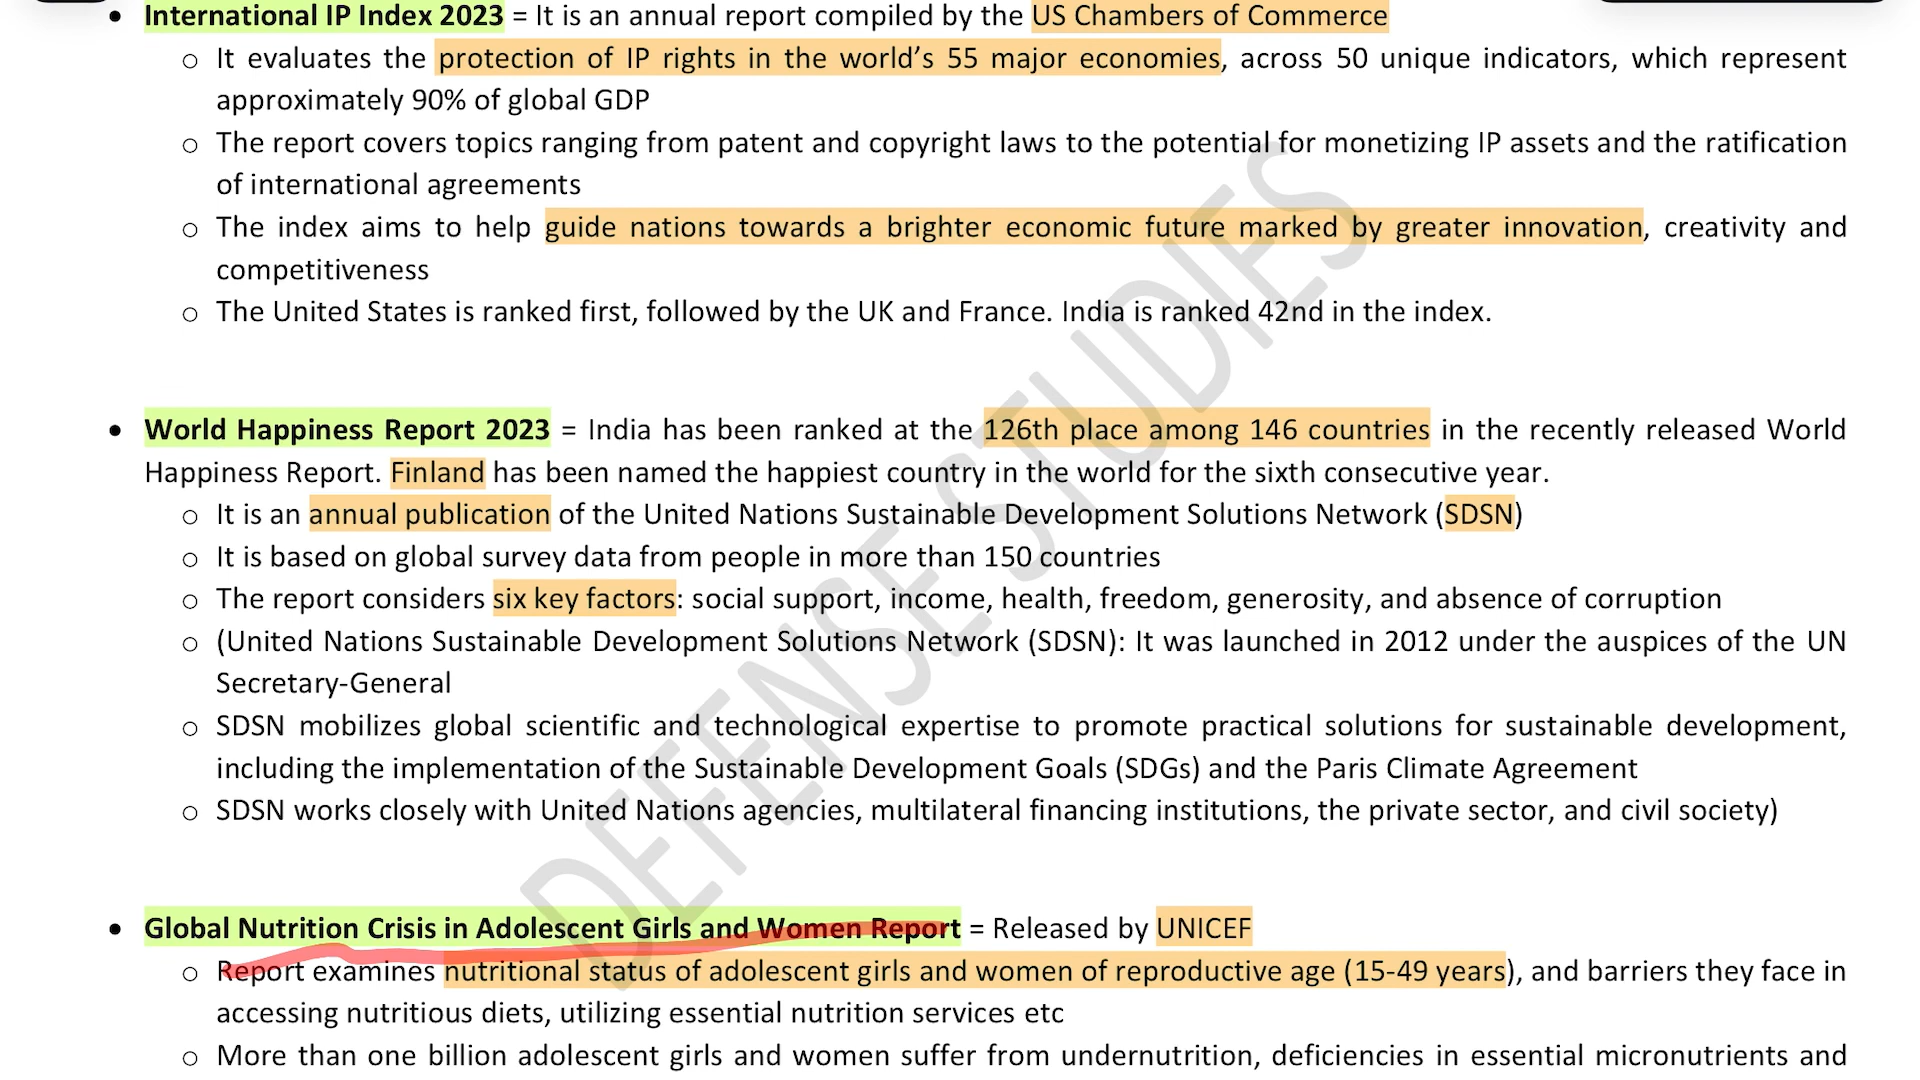 • International IP Index 2023 = It is an annual report compiled by the US Chambers of Commerce
o It evaluates the protection of IP rights in the world’s 55 major economies, across 50 unique indicators, which represent
approximately 90% of global GDP
o The report covers topics ranging from patent and copyright laws to the potential for monetizing IP assets and the ratification
of international agreements
o The index aims to help guide nations towards a brighter economic future marked by greater innovation, creativity and
competitiveness
o The United States is ranked first, followed by the UK and France. India is ranked 42nd in the index.
• World Happiness Report 2023 = India has been ranked at the 126th place among 146 countries in the recently released World
Happiness Report. Finland has been named the happiest country in the world for the sixth consecutive year.
o It is an annual publication of the United Nations Sustainable Development Solutions Network (SDSN)
o It is based on global survey data from people in more than 150 countries
o The report considers six key factors: social support, income, health, freedom, generosity, and absence of corruption
o (United Nations Sustainable Development Solutions Network (SDSN): It was launched in 2012 under the auspices of the UN
Secretary-General
o SDSN mobilizes global scientific and technological expertise to promote practical solutions for sustainable development,
including the implementation of the Sustainable Development Goals (SDGs) and the Paris Climate Agreement
o SDSN works closely with United Nations agencies, multilateral financing institutions, the private sector, and civil society)
• Global Nutrition Crisis in Adolescent Girls and Women Report = Released by UNICEF
o Report examines nutritional status of adolescent girls and women of reproductive age (15-49 years), and barriers they face in
accessing nutritious diets, utilizing essential nutrition services etc
o More than one billion adolescent girls and women suffer from undernutrition, deficiencies in essential micronutrients and
DEFENSE STUDIES